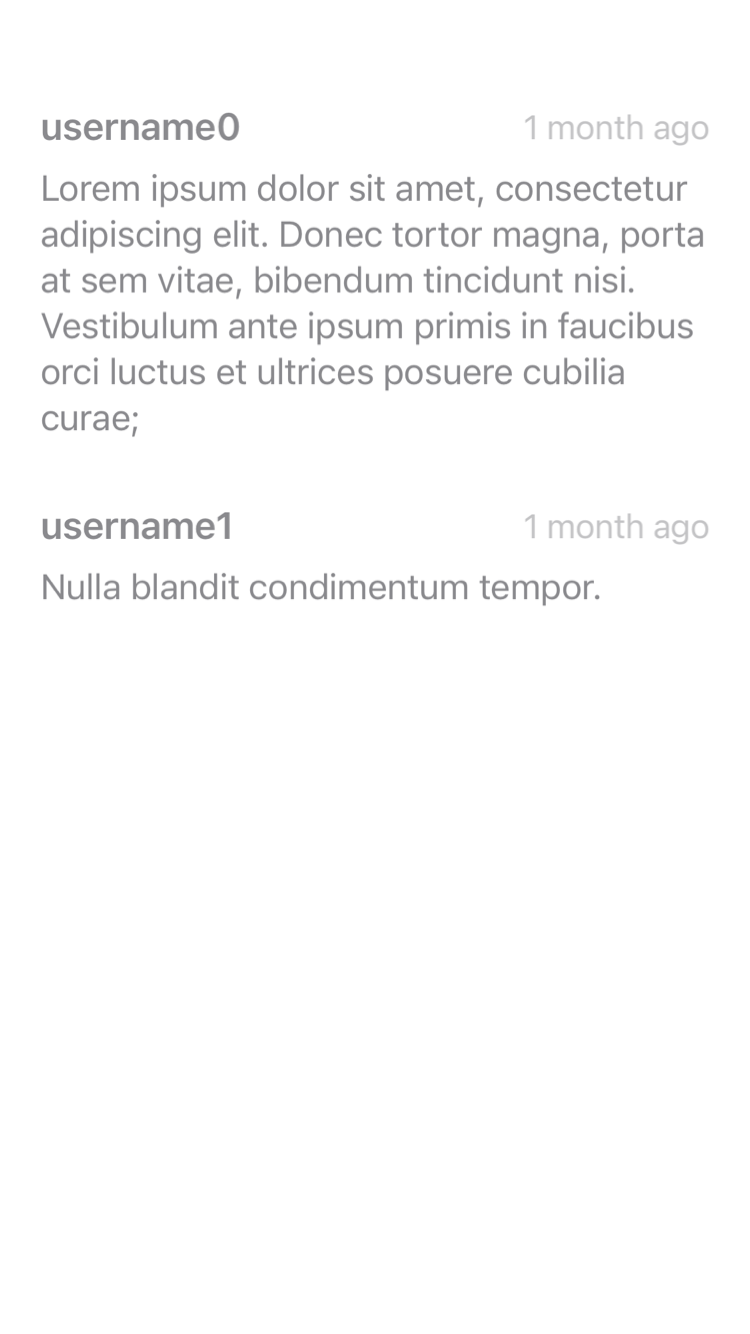 username0 1 month ago
Lorem ipsum dolor sit amet, consectetur
adipiscing elit. Donec tortor magna, porta
at sem vitae, bibendum tincidunt nisi.
Vestibulum ante ipsum primis in faucibus
orci luctus et ultrices posuere cubilia
curae;
username1 1 month ago
Nulla blandit condimentum tempor.